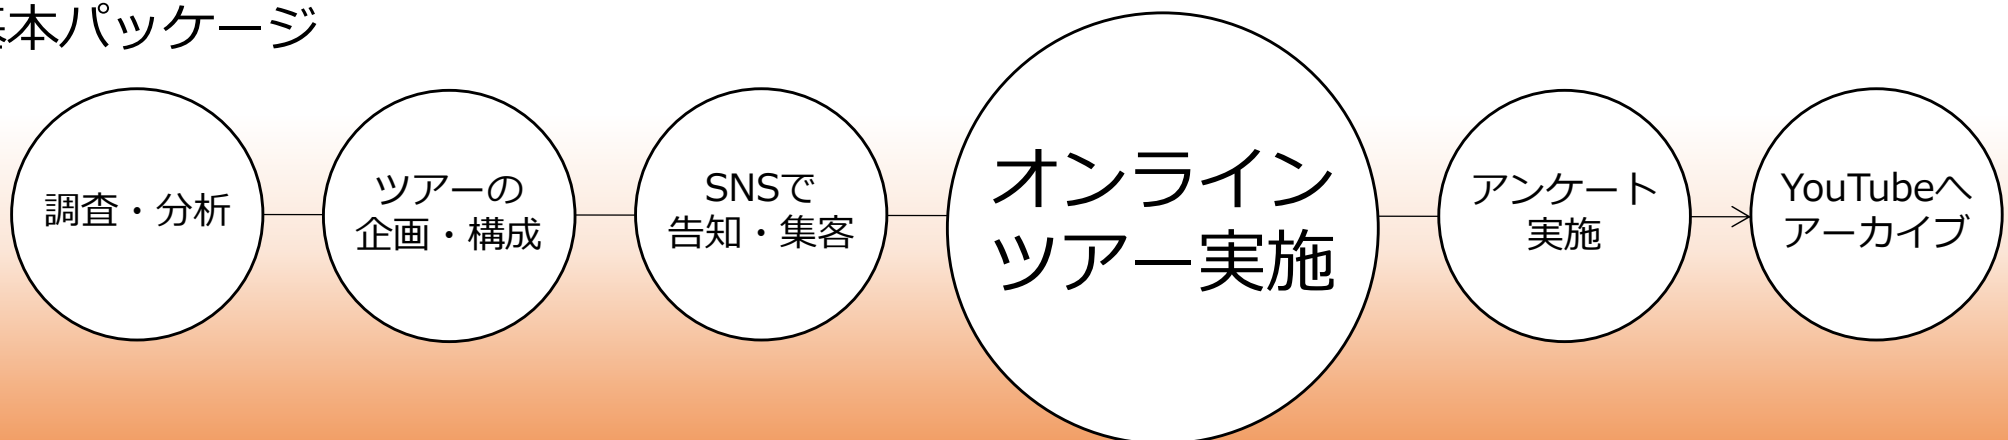 基本パッケージ
調査・分析
ツアーの
企画・構成
SNSで
告知・集客
オンライン
ツアー実施
アンケート
実施
YouTubeへ
アーカイブ